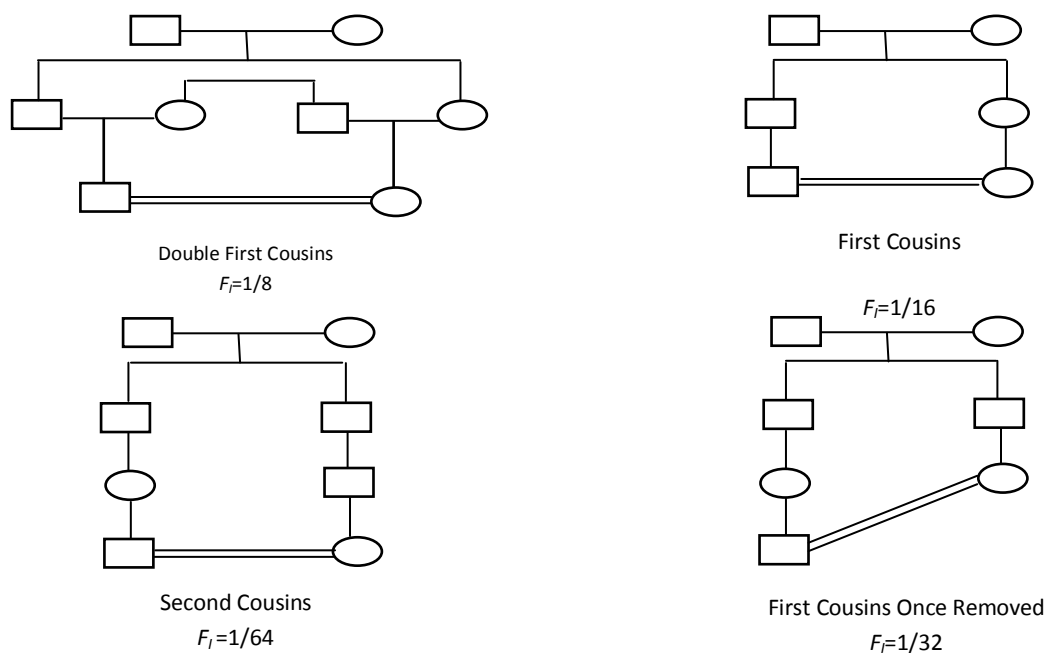 Double First Cousins
F_I=1/8
First Cousins
F_I=1/16
Second Cousins
F_I=1/64
First Cousins Once Removed
F_I=1/32